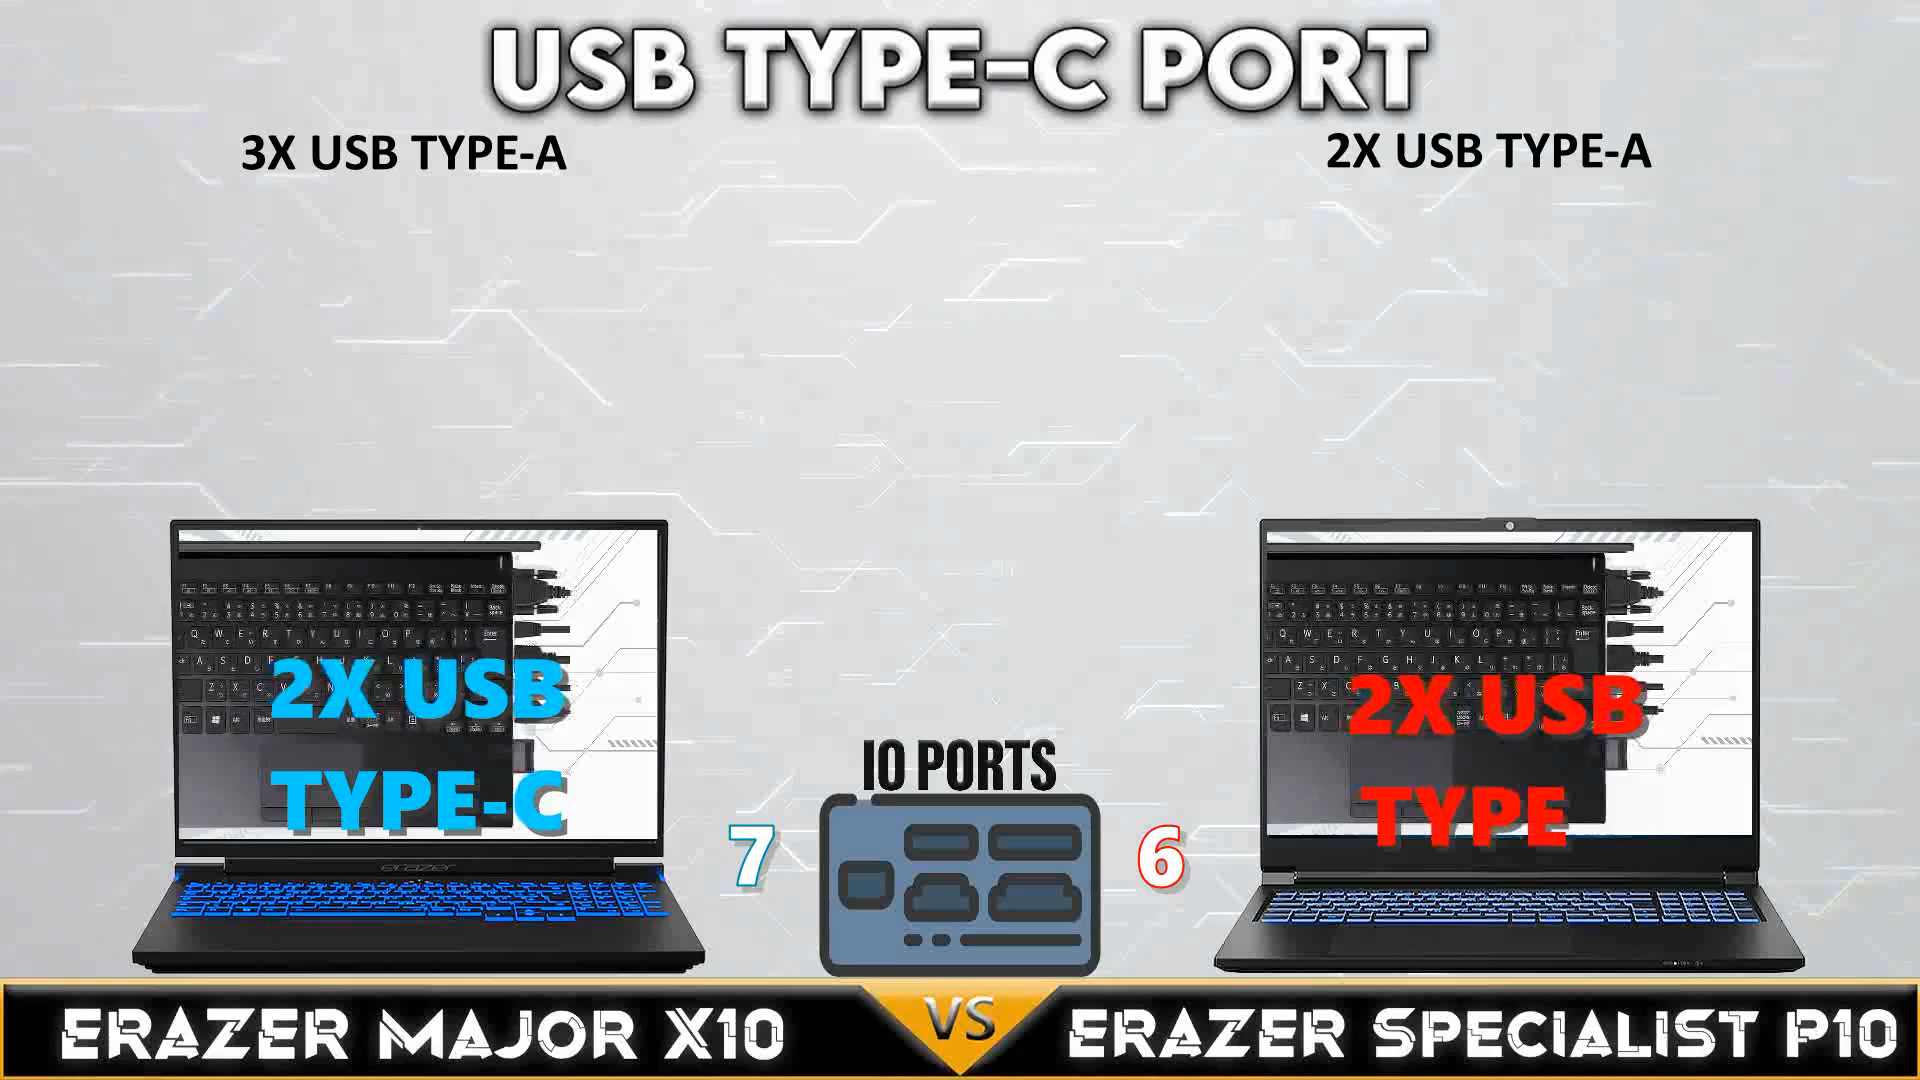 USB TYPE-C PORT
3X USB TYPE-A
2X USB TYPE-A
2X USB
TYPE-C
2X USB
TYPE
IO PORTS
7
6
erazer
ERAZER MAJOR X10
VS
ERAZER SPECIALIST P10